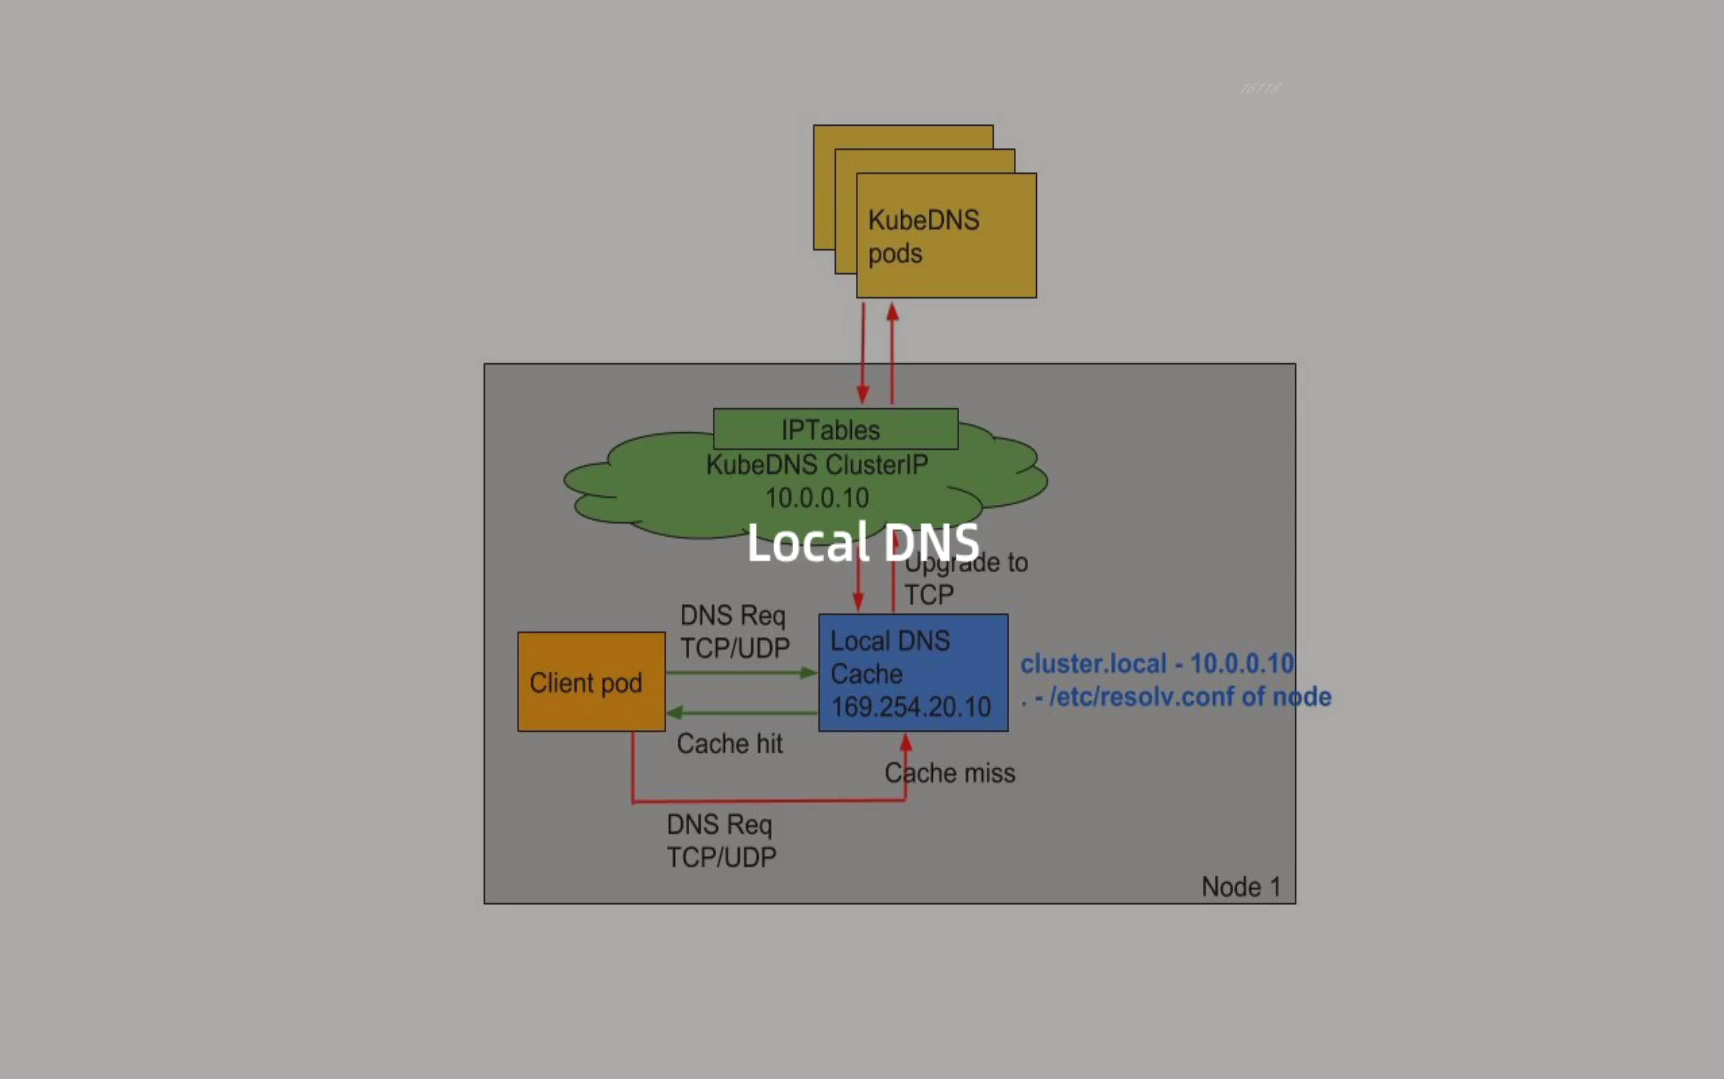 16118
KubeDNS
pods
IPTables
KubeDNS ClusterIP
10.0.0.10
Local DNS
Upgrade to
TCP
DNS Req
TCP/UDP
Client pod
Local DNS
Cache
169.254.20.10
cluster.local - 10.0.0.10
. - /etc/resolv.conf of node
Cache hit
Cache miss
DNS Req
TCP/UDP
Node 1